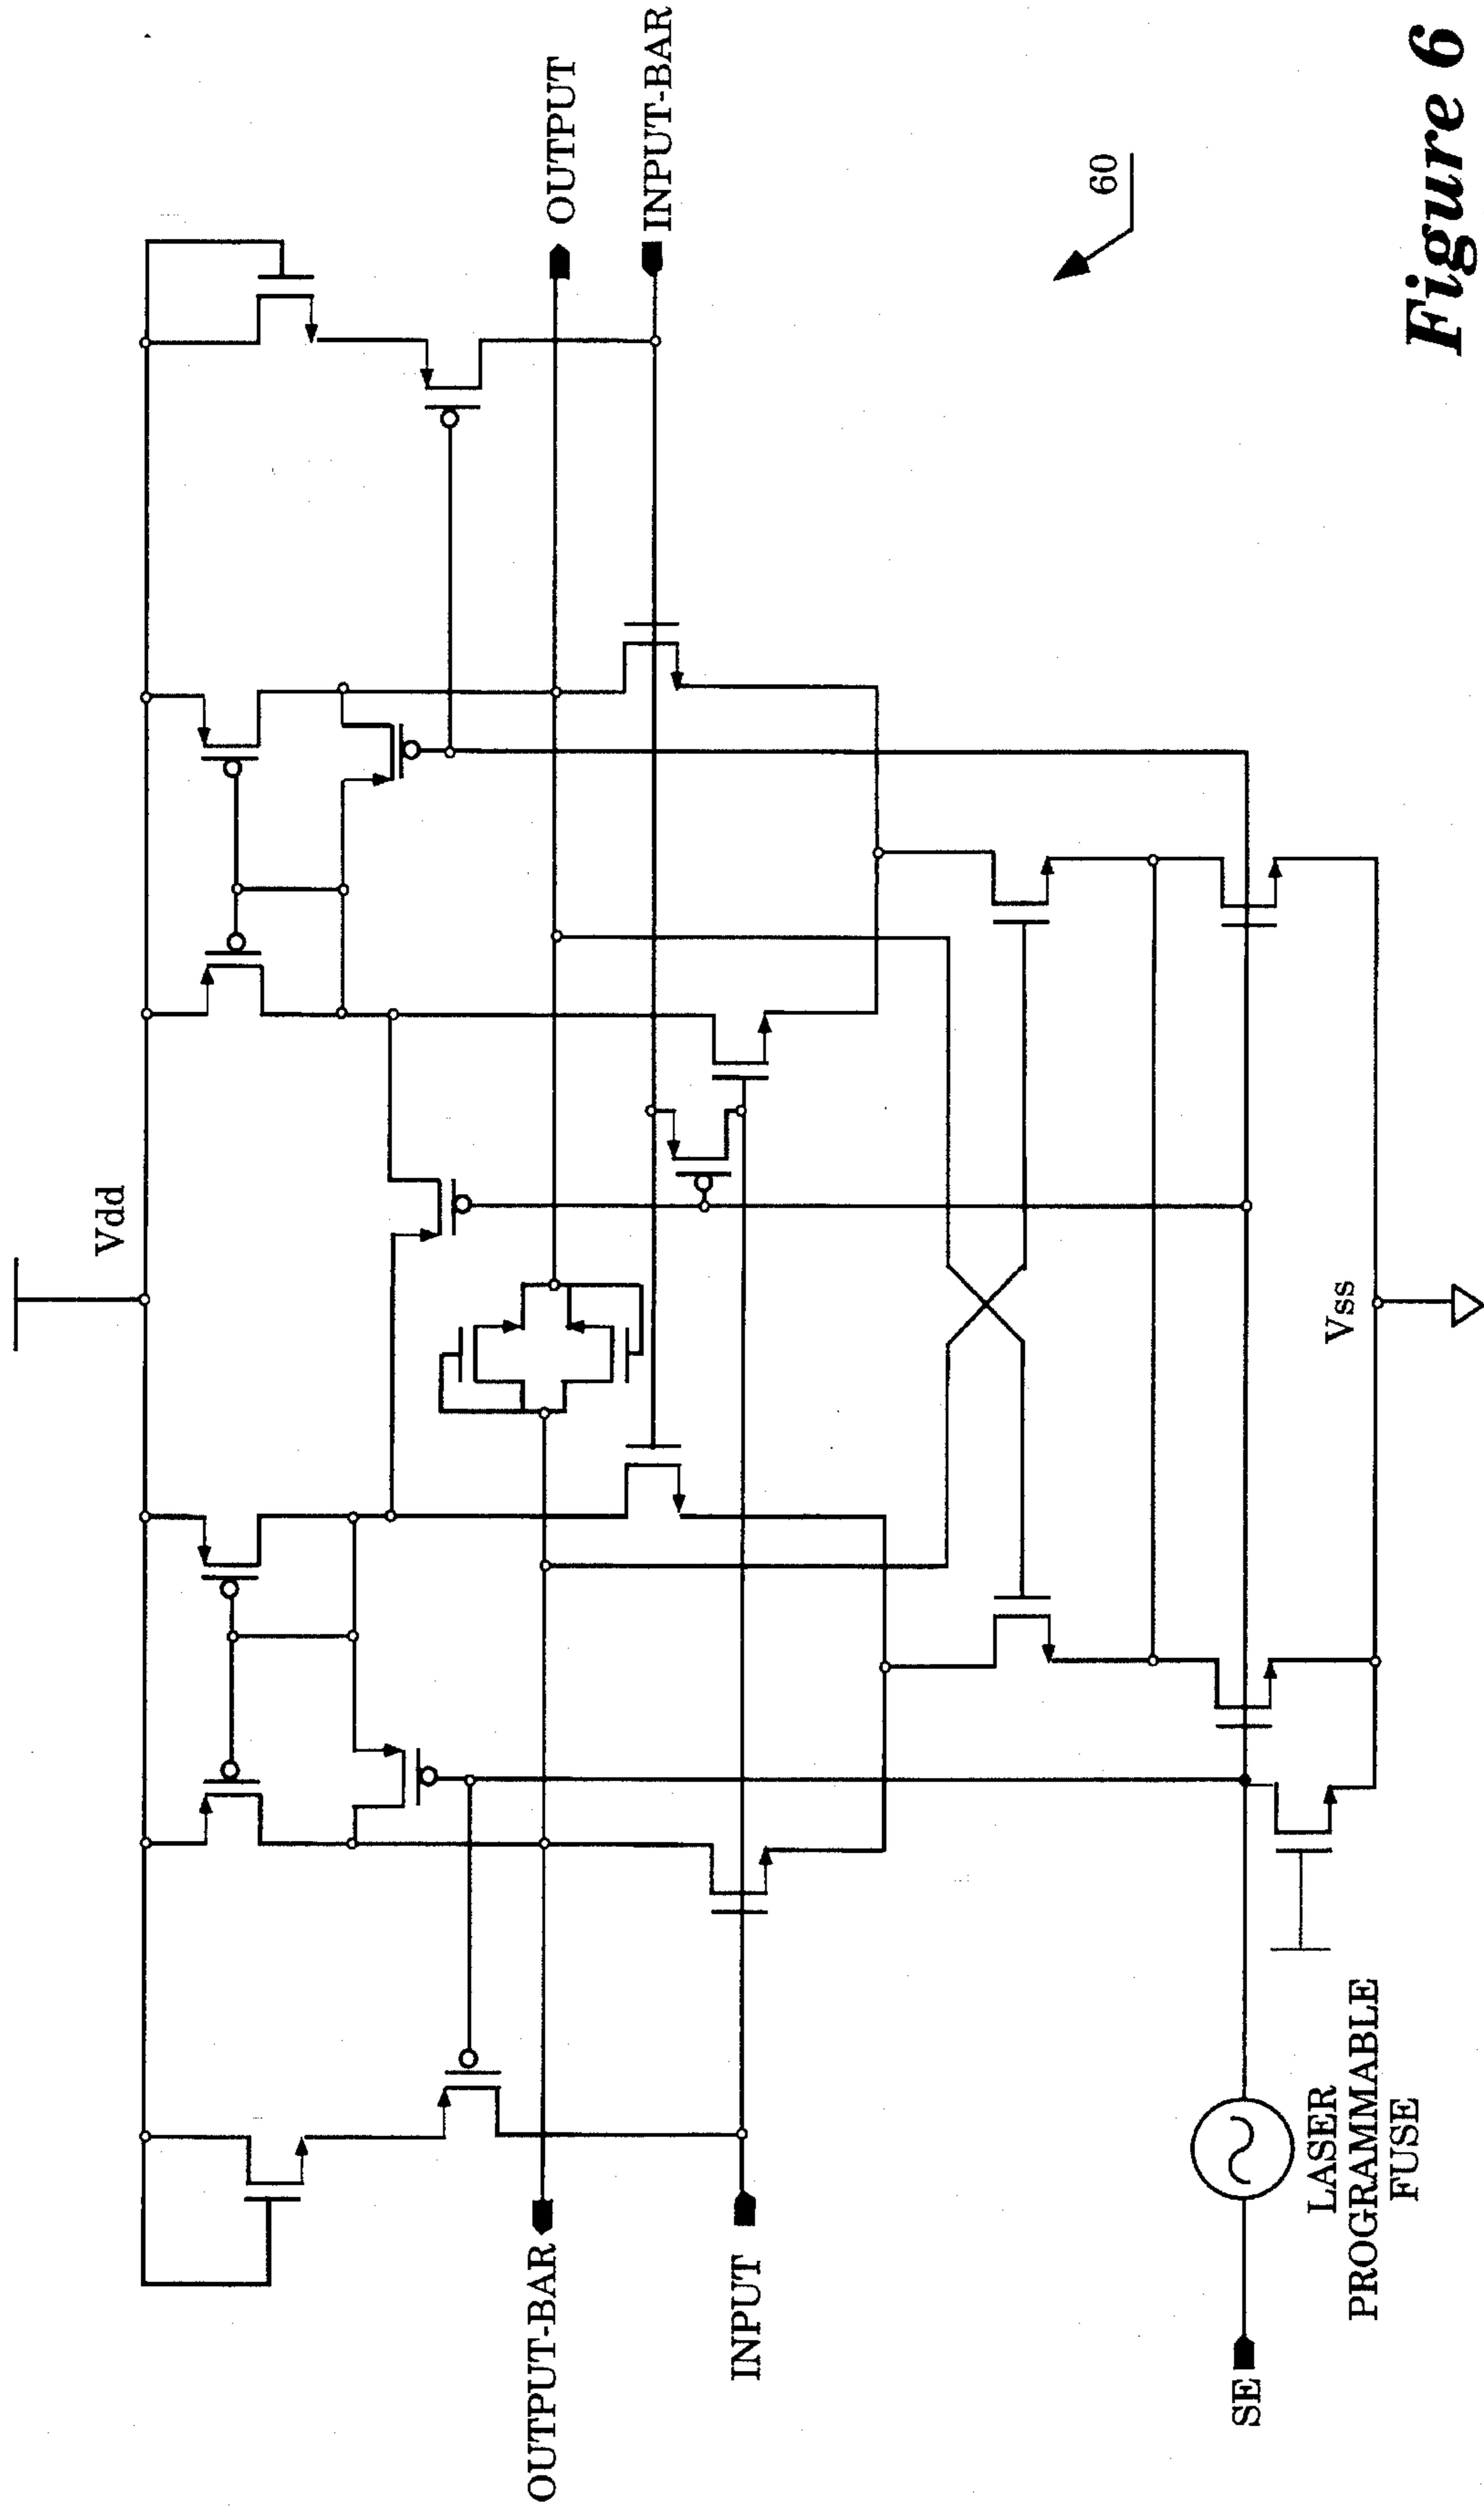 Vdd
OUTPUT
INPUT-BAR
60
OUTPUT-BAR
INPUT
SE
LASER
PROGRAMMABLE
FUSE
Vss
Figure 6